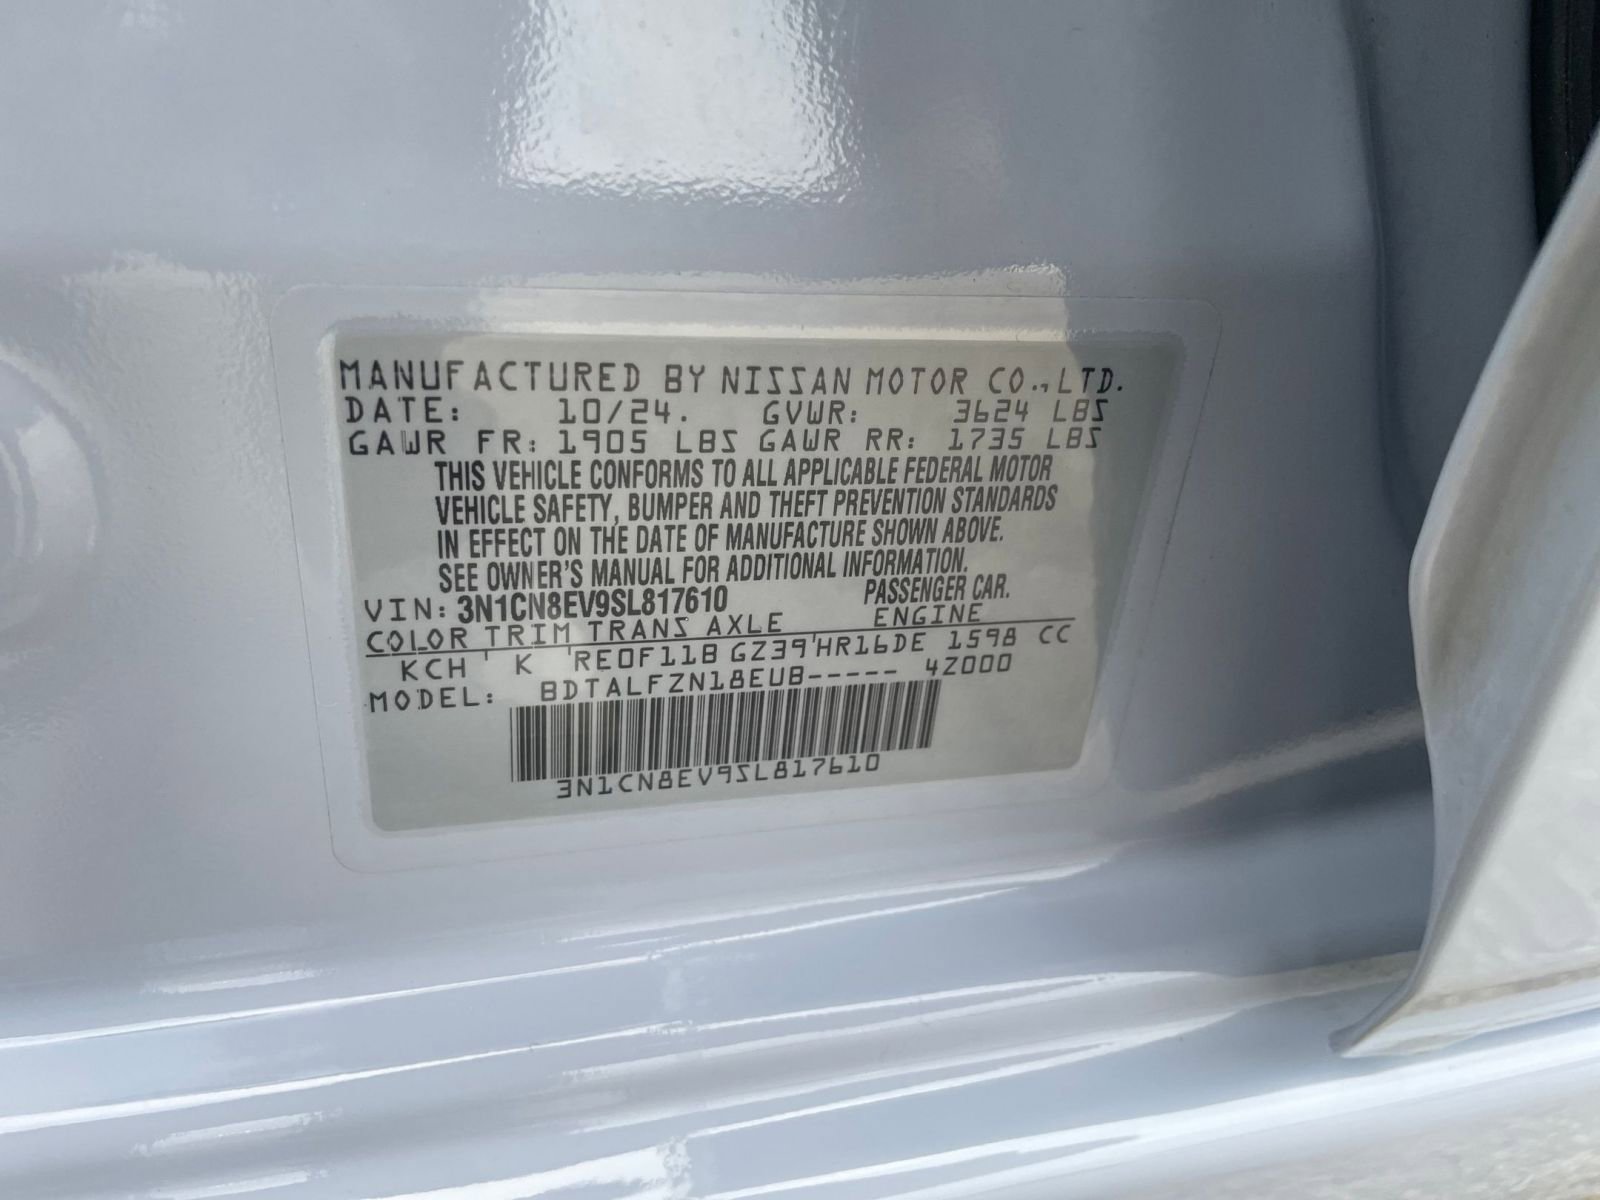 MANUFACTURED BY NISSAN MOTOR CO.,LTD.
DATE: 10/24. GVWR: 3624 LBS
GAWR FR: 1905 LBS GAWR RR: 1735 LBS
THIS VEHICLE CONFORMS TO ALL APPLICABLE FEDERAL MOTOR
VEHICLE SAFETY, BUMPER AND THEFT PREVENTION STANDARDS
IN EFFECT ON THE DATE OF MANUFACTURE SHOWN ABOVE.
SEE OWNER'S MANUAL FOR ADDITIONAL INFORMATION.
VIN: 3N1CN8EV9SL817610 PASSENGER CAR.
COLOR TRIM TRANS AXLE ENGINE
KCH ' K 'RE0F11B GZ39'HR16DE 1598 CC
MODEL: BDTALFZN18EUB----- 4Z000
3N1CN8EV9SL817610